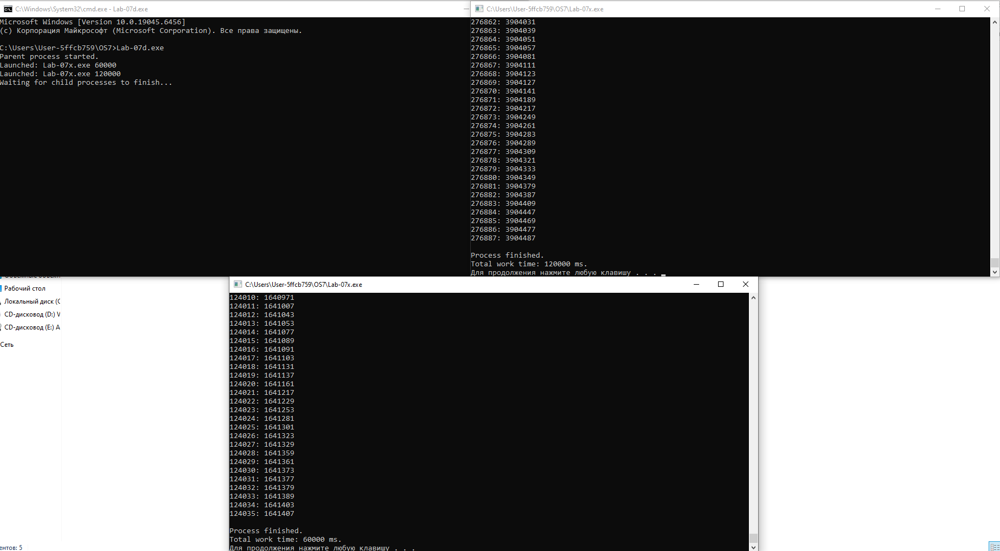 C:\Windows\System32\cmd.exe - Lab-07d.exe
Microsoft Windows [Version 10.0.19045.6456]
(c) Корпорация Майкрософт (Microsoft Corporation). Все права защищены.
C:\Users\User-5ffcb759\OS7>Lab-07d.exe
Parent process started.
Launched: Lab-07x.exe 60000
Launched: Lab-07x.exe 120000
Waiting for child processes to finish...
C:\Users\User-5ffcb759\OS7\Lab-07x.exe
276862: 3904031
276863: 3904039
276864: 3904051
276865: 3904057
276866: 3904081
276867: 3904111
276868: 3904123
276869: 3904127
276870: 3904141
276871: 3904189
276872: 3904217
276873: 3904249
276874: 3904261
276875: 3904283
276876: 3904289
276877: 3904309
276878: 3904321
276879: 3904333
276880: 3904349
276881: 3904379
276882: 3904387
276883: 3904409
276884: 3904447
276885: 3904469
276886: 3904477
276887: 3904487
Process finished.
Total work time: 120000 ms.
Для продолжения нажмите любую клавишу . . .
Рабочий стол
Локальный диск (C
CD-дисковод (D:) V
CD-дисковод (E:) A
Сеть
ентов: 5
C:\Users\User-5ffcb759\OS7\Lab-07x.exe
124010: 1640971
124011: 1641007
124012: 1641043
124013: 1641053
124014: 1641077
124015: 1641089
124016: 1641091
124017: 1641103
124018: 1641131
124019: 1641137
124020: 1641161
124021: 1641217
124022: 1641229
124023: 1641253
124024: 1641281
124025: 1641301
124026: 1641323
124027: 1641329
124028: 1641359
124029: 1641361
124030: 1641373
124031: 1641377
124032: 1641379
124033: 1641389
124034: 1641403
124035: 1641407
Process finished.
Total work time: 60000 ms.
Для продолжения нажмите любую клавишу . . .